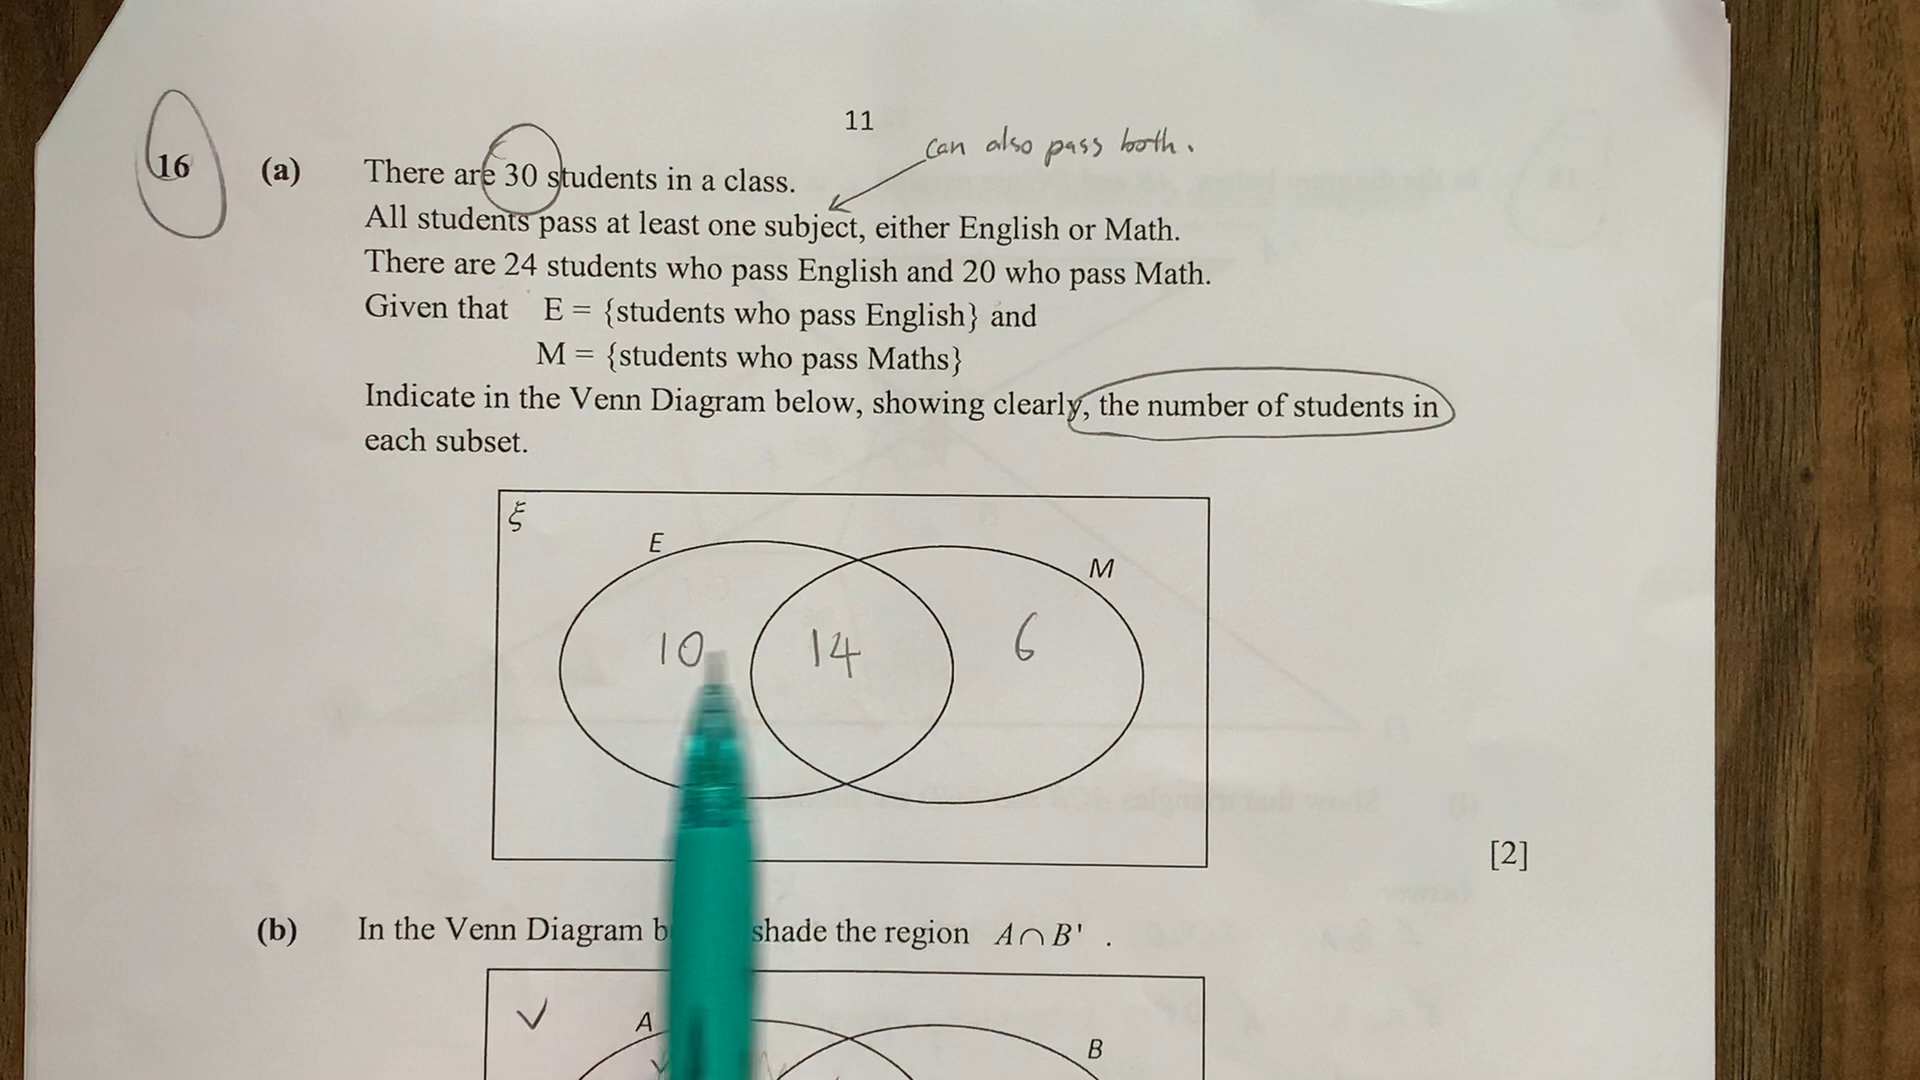 11
can also pass both.
16 (a) There are 30 students in a class.
All students pass at least one subject, either English or Math.
There are 24 students who pass English and 20 who pass Math.
Given that E = {students who pass English} and
M = {students who pass Maths}
Indicate in the Venn Diagram below, showing clearly, the number of students in
each subset.
ξ
E
M
10 14 6
[2]
(b) In the Venn Diagram shade the region A∩B' .
A
B